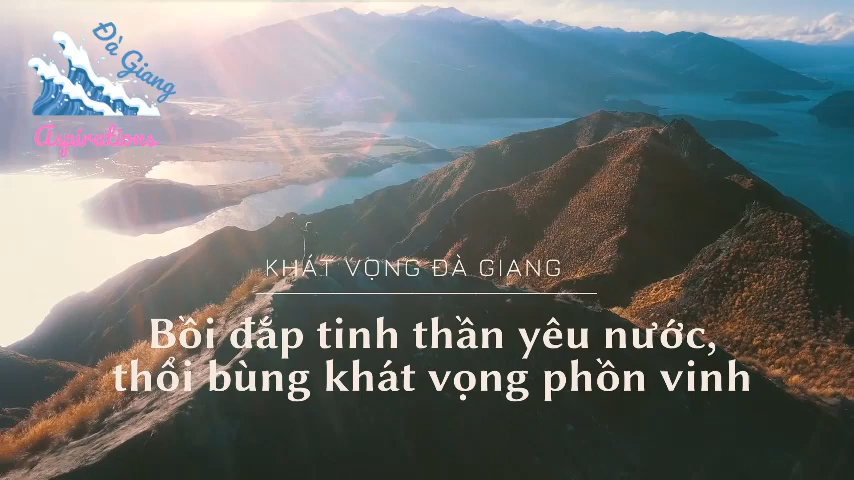 Đà Giang
Aspirations
KHÁT VỌNG ĐÀ GIANG
Bồi đắp tinh thần yêu nước,
thổi bùng khát vọng phồn vinh